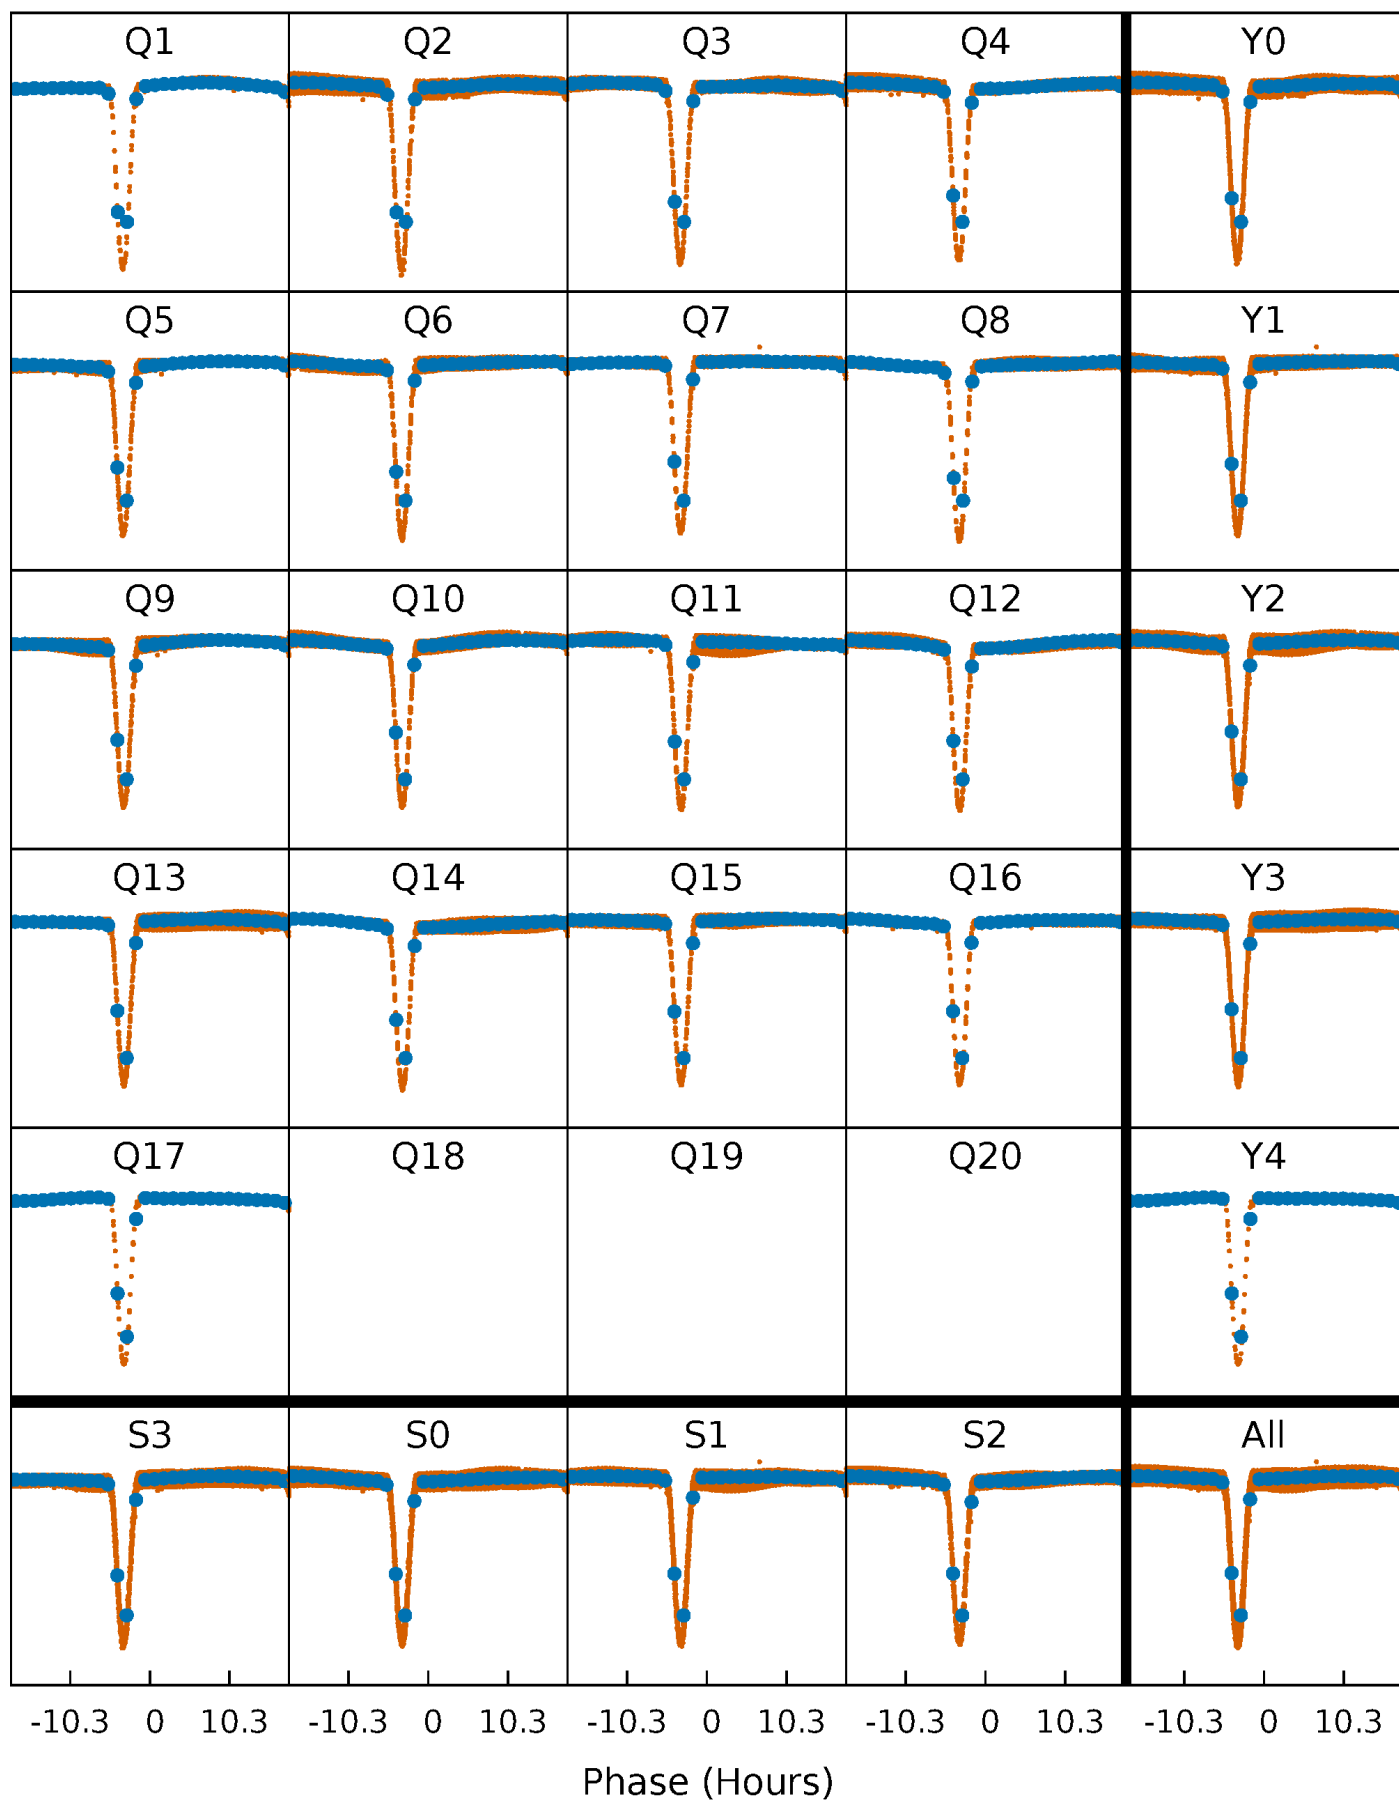 Q1 Q2 Q3 Q4 Y0
Q5 Q6 Q7 Q8 Y1
Q9 Q10 Q11 Q12 Y2
Q13 Q14 Q15 Q16 Y3
Q17 Q18 Q19 Q20 Y4
S3 S0 S1 S2 All
-10.3 0 10.3 -10.3 0 10.3 -10.3 0 10.3 -10.3 0 10.3 -10.3 0 10.3
Phase (Hours)